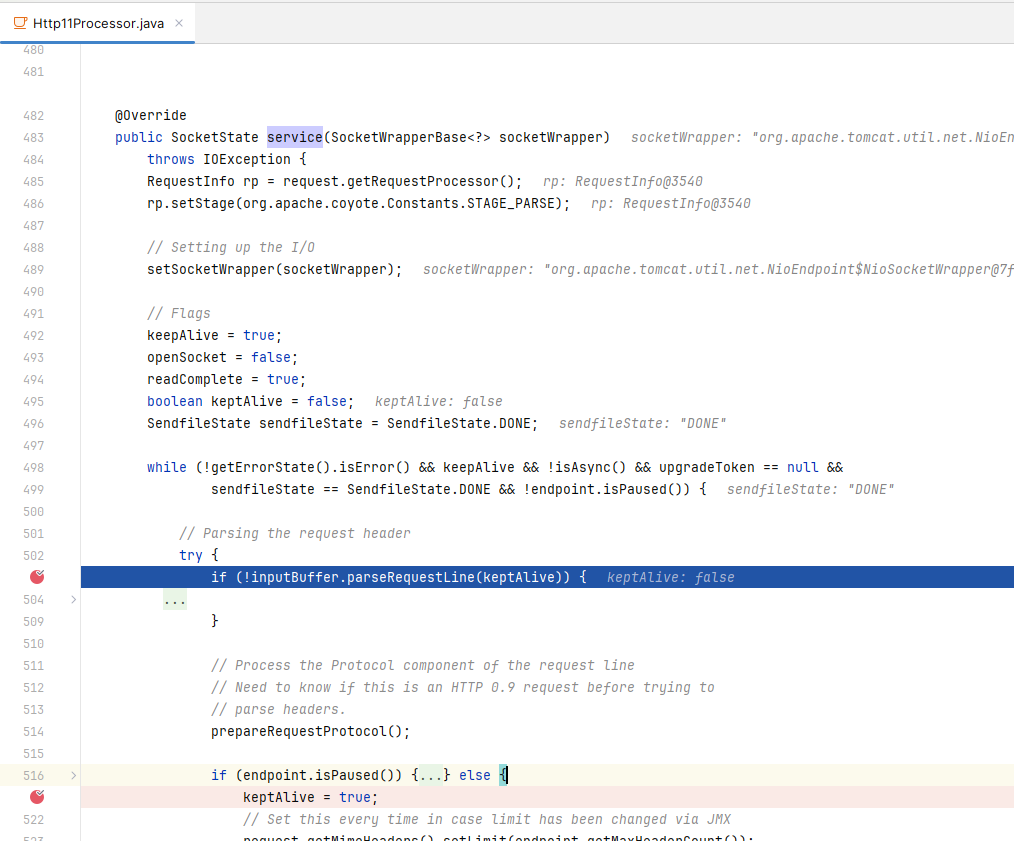 Http11Processor.java
480
481
482 @Override
483 public SocketState service(SocketWrapperBase<?> socketWrapper) socketWrapper: "org.apache.tomcat.util.net.NioEn
484 throws IOException {
485 RequestInfo rp = request.getRequestProcessor(); rp: RequestInfo@3540
486 rp.setStage(org.apache.coyote.Constants.STAGE_PARSE); rp: RequestInfo@3540
487
488 // Setting up the I/O
489 setSocketWrapper(socketWrapper); socketWrapper: "org.apache.tomcat.util.net.NioEndpoint$NioSocketWrapper@7f
490
491 // Flags
492 keepAlive = true;
493 openSocket = false;
494 readComplete = true;
495 boolean keptAlive = false; keptAlive: false
496 SendfileState sendfileState = SendfileState.DONE; sendfileState: "DONE"
497
498 while (!getErrorState().isError() && keepAlive && !isAsync() && upgradeToken == null &&
499 sendfileState == SendfileState.DONE && !endpoint.isPaused()) { sendfileState: "DONE"
500
501 // Parsing the request header
502 try {
if (!inputBuffer.parseRequestLine(keptAlive)) { keptAlive: false
504 ...
509 }
510
511 // Process the Protocol component of the request line
512 // Need to know if this is an HTTP 0.9 request before trying to
513 // parse headers.
514 prepareRequestProtocol();
515
516 if (endpoint.isPaused()) {...} else {
keptAlive = true;
522 // Set this every time in case limit has been changed via JMX
523 request.getMimeHeaders().setLimit(endpoint.getMaxHeaderCount());